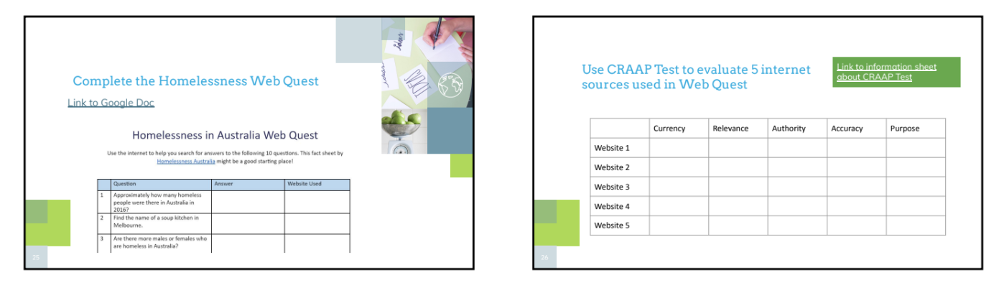 Complete the Homelessness Web Quest
Link to Google Doc
Homelessness in Australia Web Quest
Use the internet to help you search for answers to the following 10 questions. This fact sheet by
Homelessness Australia might be a good starting place!
Question Answer Website Used
1 Approximately how many homeless
people were there in Australia in
2016?
2 Find the name of a soup kitchen in
Melbourne.
3 Are there more males or females who
are homeless in Australia?
25
ideas
ideas
Use CRAAP Test to evaluate 5 internet
sources used in Web Quest
Link to information sheet
about CRAAP Test
Currency Relevance Authority Accuracy Purpose
Website 1
Website 2
Website 3
Website 4
Website 5
26